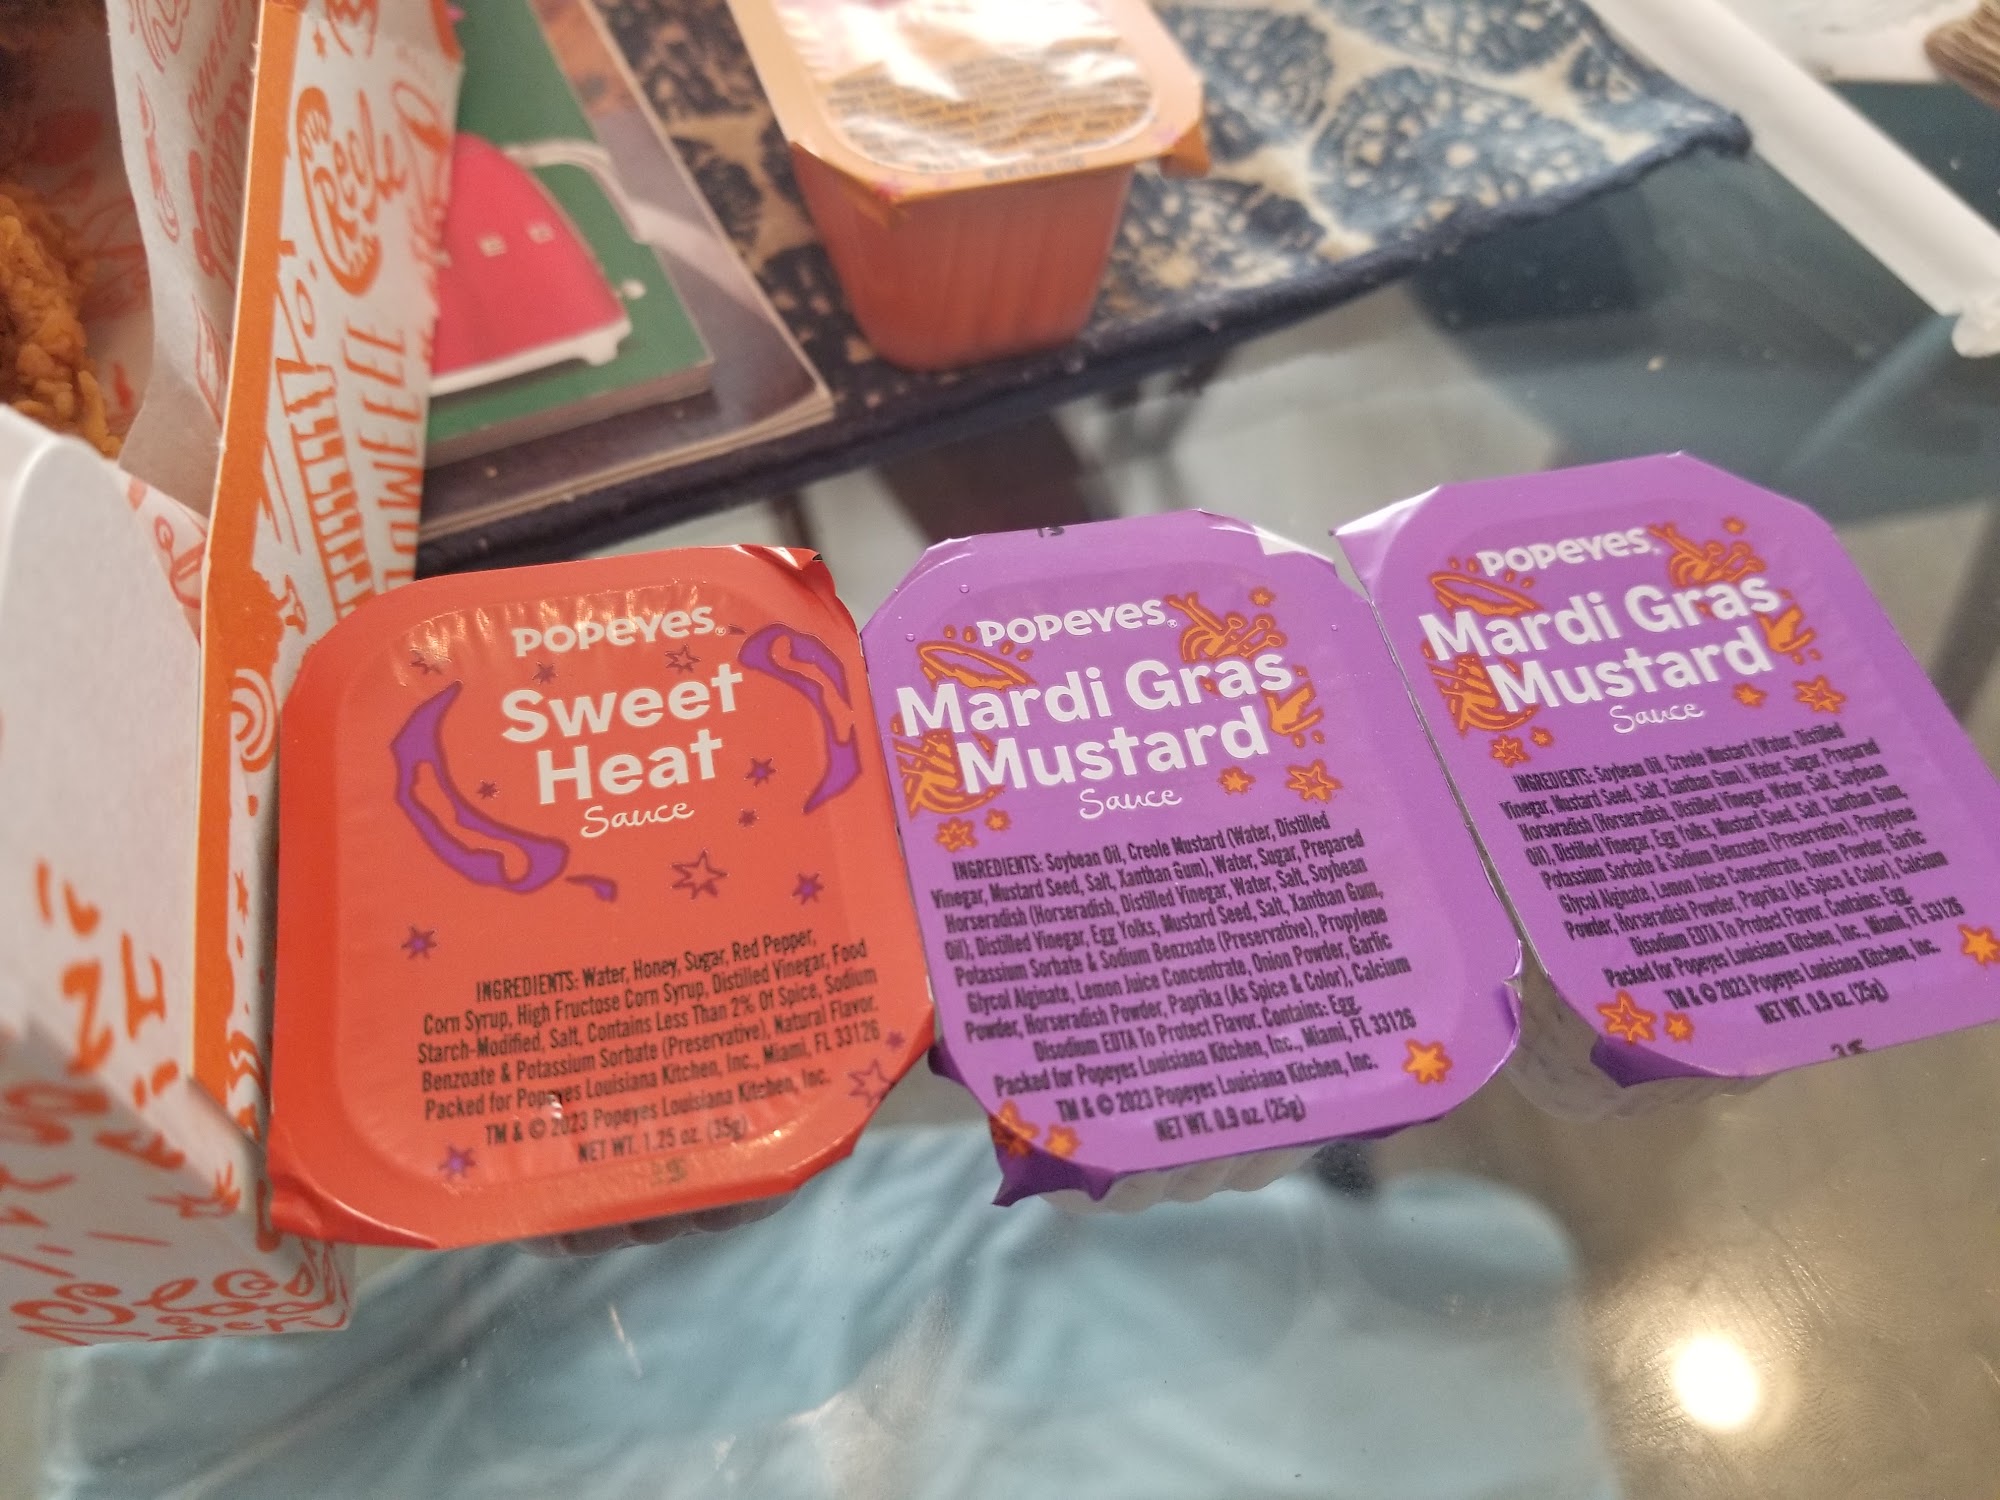 POPEYES®
Sweet
Heat
Sauce
INGREDIENTS: Water, Honey, Sugar, Red Pepper,
Corn Syrup, High Fructose Corn Syrup, Distilled Vinegar, Food
Starch-Modified, Salt, Contains Less Than 2% Of Spice, Sodium
Benzoate & Potassium Sorbate (Preservative), Natural Flavor.
Packed for Popeyes Louisiana Kitchen, Inc., Miami, FL 33126
TM & © 2023 Popeyes Louisiana Kitchen, Inc.
NET WT. 1.25 oz. (35g)
POPEYES®
Mardi Gras
Mustard
Sauce
INGREDIENTS: Soybean Oil, Creole Mustard (Water, Distilled
Vinegar, Mustard Seed, Salt, Xanthan Gum), Water, Sugar, Prepared
Horseradish (Horseradish, Distilled Vinegar, Water, Salt, Soybean
Oil), Distilled Vinegar, Egg Yolks, Mustard Seed, Salt, Xanthan Gum,
Potassium Sorbate & Sodium Benzoate (Preservative), Propylene
Glycol Alginate, Lemon Juice Concentrate, Onion Powder, Garlic
Powder, Horseradish Powder, Paprika (As Spice & Color), Calcium
Disodium EDTA To Protect Flavor. Contains: Egg.
Packed for Popeyes Louisiana Kitchen, Inc., Miami, FL 33126
TM & © 2023 Popeyes Louisiana Kitchen, Inc.
NET WT. 0.9 oz. (25g)
POPEYES®
Mardi Gras
Mustard
Sauce
INGREDIENTS: Soybean Oil, Creole Mustard (Water, Distilled
Vinegar, Mustard Seed, Salt, Xanthan Gum), Water, Sugar, Prepared
Horseradish (Horseradish, Distilled Vinegar, Water, Salt, Soybean
Oil), Distilled Vinegar, Egg Yolks, Mustard Seed, Salt, Xanthan Gum,
Potassium Sorbate & Sodium Benzoate (Preservative), Propylene
Glycol Alginate, Lemon Juice Concentrate, Onion Powder, Garlic
Powder, Horseradish Powder, Paprika (As Spice & Color), Calcium
Disodium EDTA To Protect Flavor. Contains: Egg.
Packed for Popeyes Louisiana Kitchen, Inc., Miami, FL 33126
TM & © 2023 Popeyes Louisiana Kitchen, Inc.
NET WT. 0.9 oz. (25g)